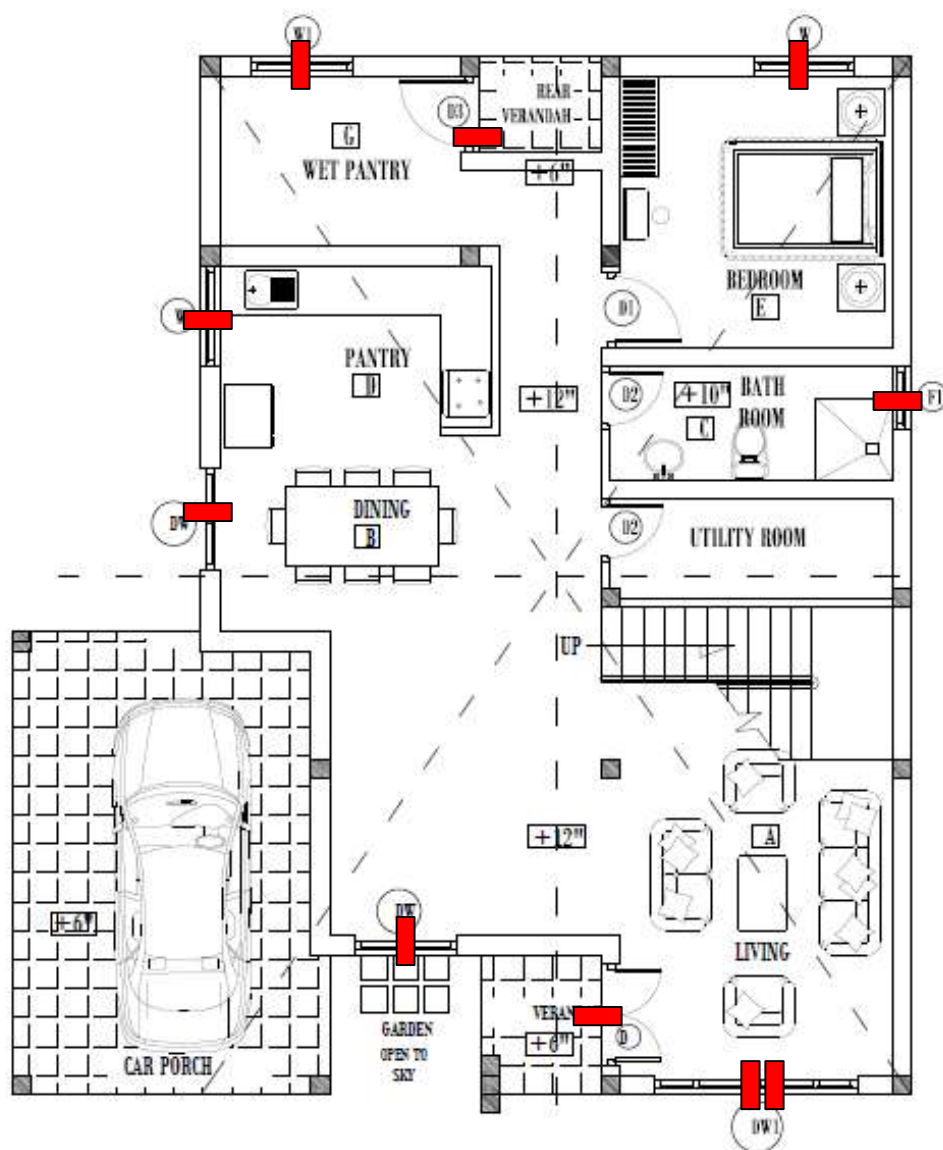 W1
W
REAR
D3
VERANDAH
G
WET PANTRY
+6"
BEDROOM
E
D1
W
PANTRY
D
D2
+10"
BATH
ROOM
F1
+12"
C
DINING
B
DW
D2
UTILITY ROOM
UP
+12"
A
DW
+6"
LIVING
GARDEN
OPEN TO
SKY
D
+6"
CAR PORCH
DW1